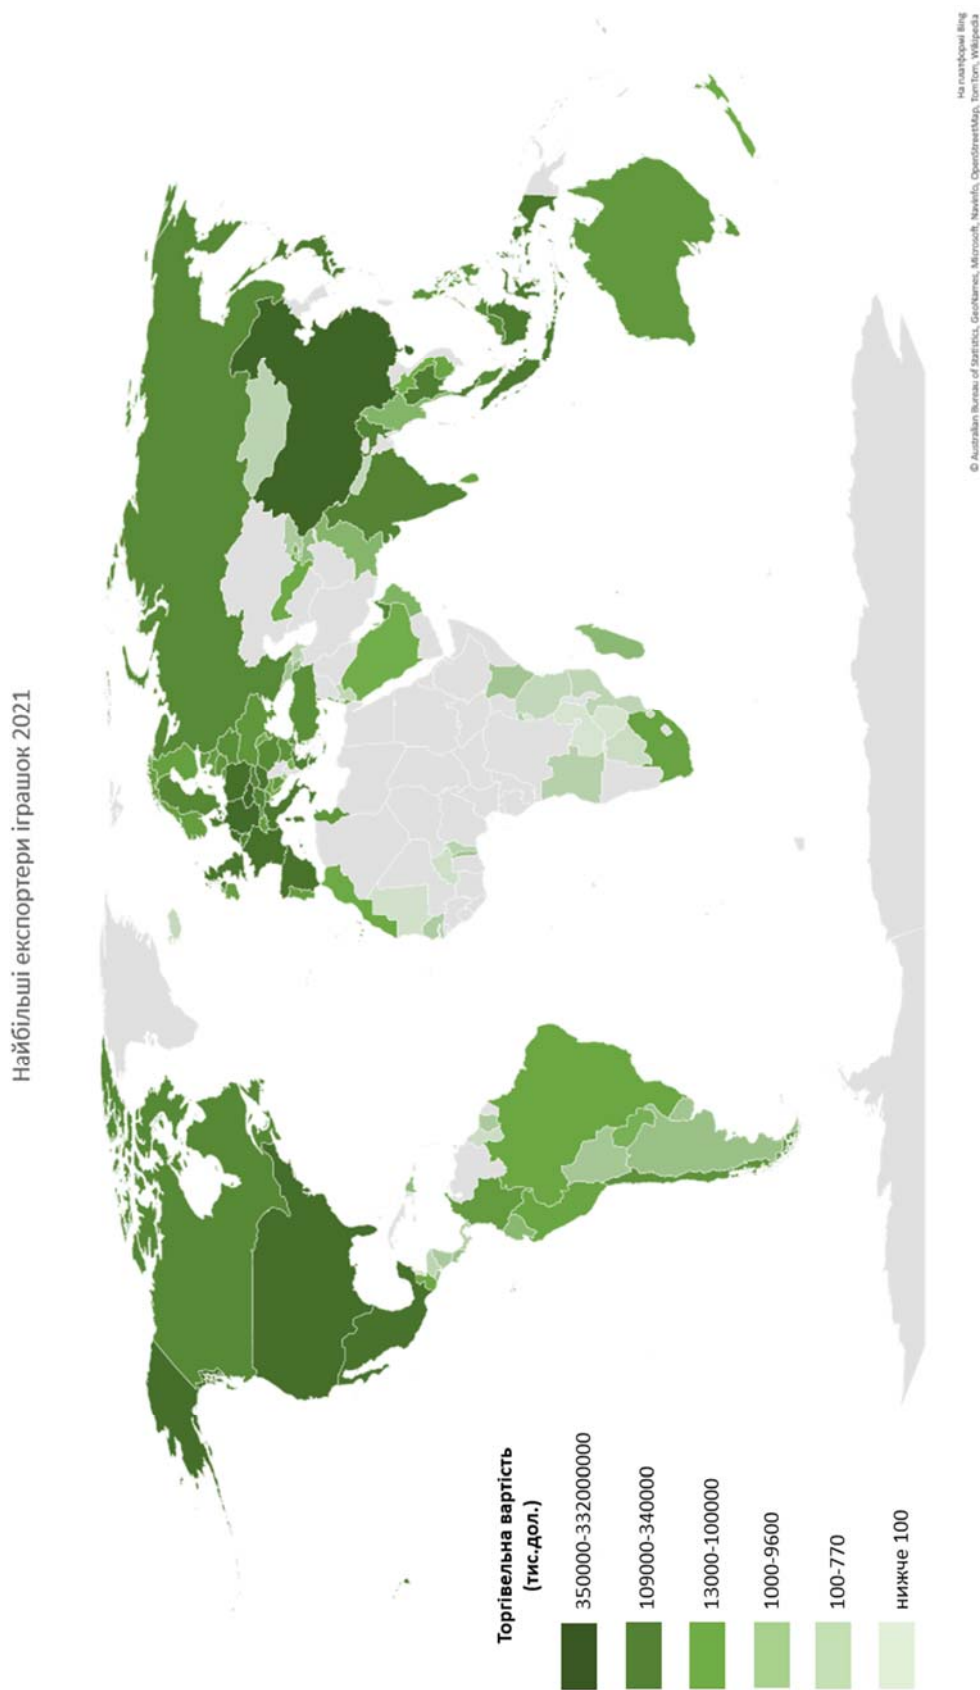 Найбільші експортери іграшок 2021
Торгівельна вартість
(тис.дол.)
350000-332000000
109000-340000
13000-100000
1000-9600
100-770
нижче 100
На платформі Bing
© Australian Bureau of Statistics, GeoNames, Microsoft, Navinfo, OpenStreetMap, TomTom, Wikipedia